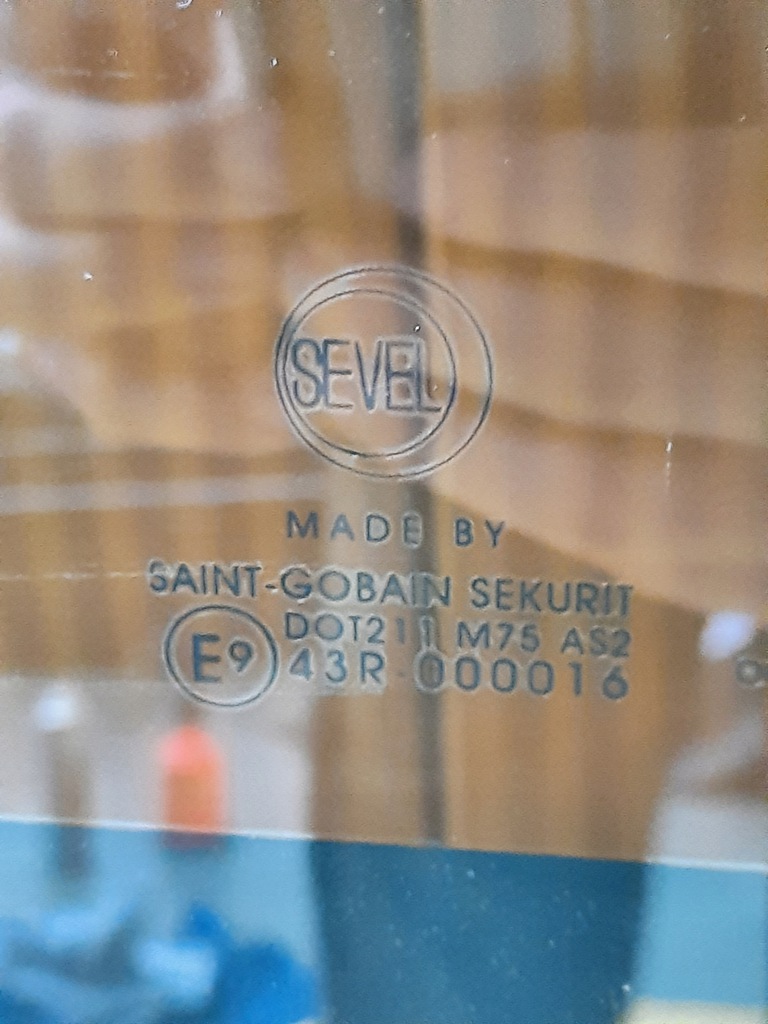 SEVEL
MADE BY
SAINT-GOBAIN SEKURIT
DOT211 M75 AS2
E9 43R 000016